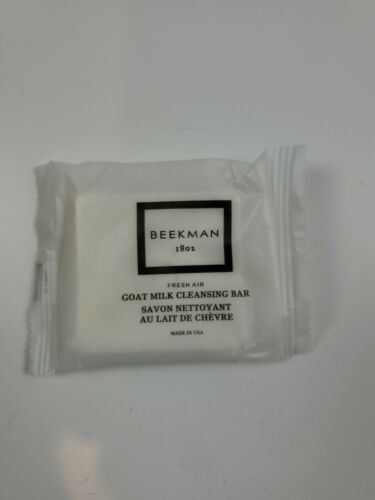 BEEKMAN
1802
FRESH AIR
GOAT MILK CLEANSING BAR
SAVON NETTOYANT
AU LAIT DE CHÈVRE
MADE IN USA